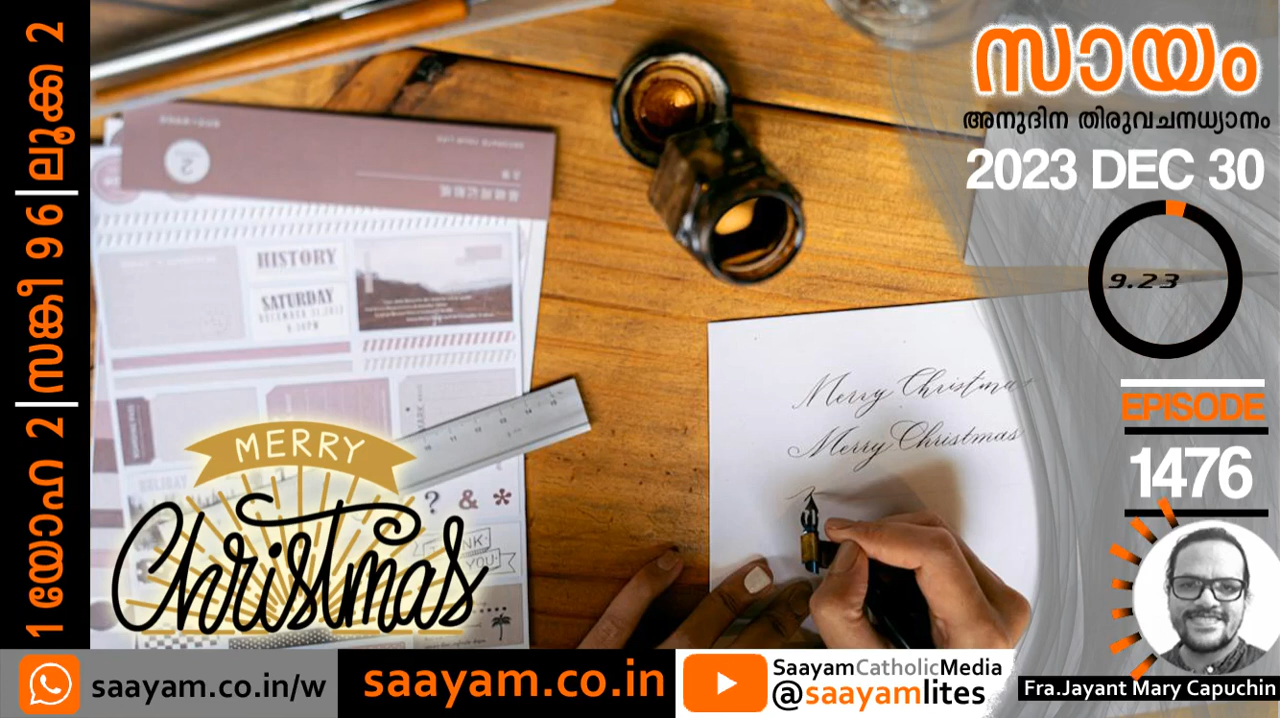 1 യോഹ 2|സങ്കീ 96|ലൂക്ക 2
സായം
അനുദിന തിരുവചനധ്യാനം
2023 DEC 30
9.23
EPISODE
1476
Fra.Jayant Mary Capuchin
HISTORY
SATURDAY
? & *
Merry Christmas
Merry Christmas
MERRY
Christmas
saayam.co.in/w
saayam.co.in
SaayamCatholicMedia
@saayamlites